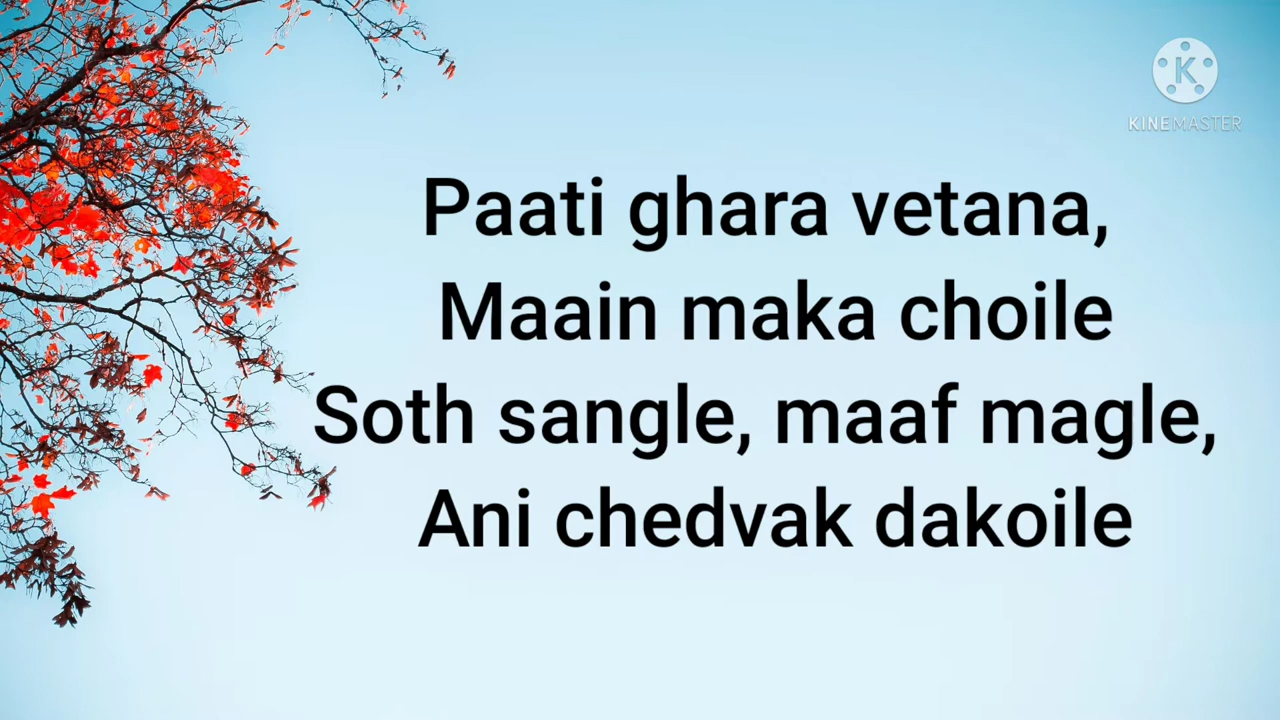 KINEMASTER
Paati ghara vetana,
Maain maka choile
Soth sangle, maaf magle,
Ani chedvak dakoile